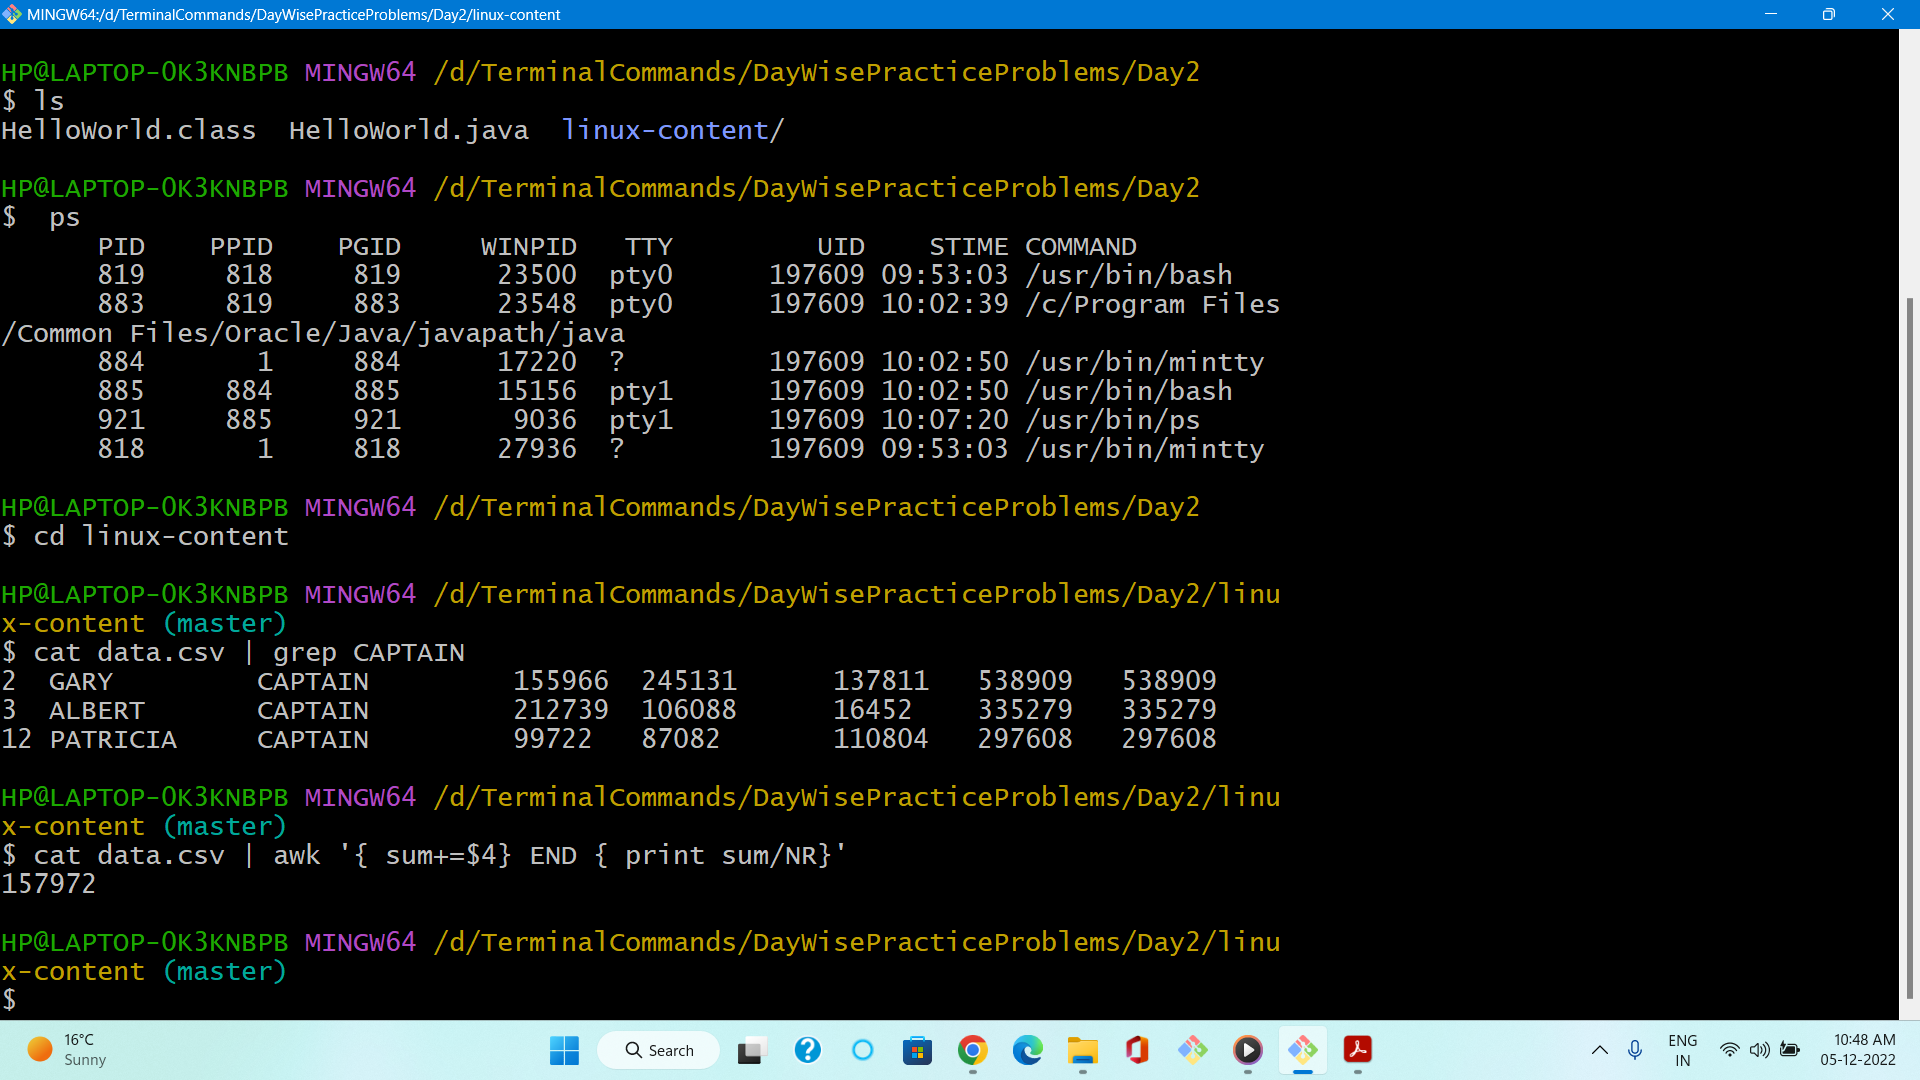 MINGW64:/d/TerminalCommands/DayWisePracticeProblems/Day2/linux-content
HP@LAPTOP-OK3KNBPB MINGW64 /d/TerminalCommands/DayWisePracticeProblems/Day2
$ ls
HelloWorld.class  HelloWorld.java  linux-content/
HP@LAPTOP-OK3KNBPB MINGW64 /d/TerminalCommands/DayWisePracticeProblems/Day2
$  ps
      PID    PPID    PGID     WINPID   TTY         UID    STIME COMMAND
      819     818     819      23500  pty0      197609 09:53:03 /usr/bin/bash
      883     819     883      23548  pty0      197609 10:02:39 /c/Program Files
/Common Files/Oracle/Java/javapath/java
      884       1     884      17220  ?         197609 10:02:50 /usr/bin/mintty
      885     884     885      15156  pty1      197609 10:02:50 /usr/bin/bash
      921     885     921       9036  pty1      197609 10:07:20 /usr/bin/ps
      818       1     818      27936  ?         197609 09:53:03 /usr/bin/mintty
HP@LAPTOP-OK3KNBPB MINGW64 /d/TerminalCommands/DayWisePracticeProblems/Day2
$ cd linux-content
HP@LAPTOP-OK3KNBPB MINGW64 /d/TerminalCommands/DayWisePracticeProblems/Day2/linu
x-content (master)
$ cat data.csv | grep CAPTAIN
2  GARY         CAPTAIN         155966  245131      137811   538909   538909
3  ALBERT       CAPTAIN         212739  106088      16452    335279   335279
12 PATRICIA     CAPTAIN         99722   87082       110804   297608   297608
HP@LAPTOP-OK3KNBPB MINGW64 /d/TerminalCommands/DayWisePracticeProblems/Day2/linu
x-content (master)
$ cat data.csv | awk '{ sum+=$4} END { print sum/NR}'
157972
HP@LAPTOP-OK3KNBPB MINGW64 /d/TerminalCommands/DayWisePracticeProblems/Day2/linu
x-content (master)
$
16°C
Sunny
Search
ENG
IN
10:48 AM
05-12-2022